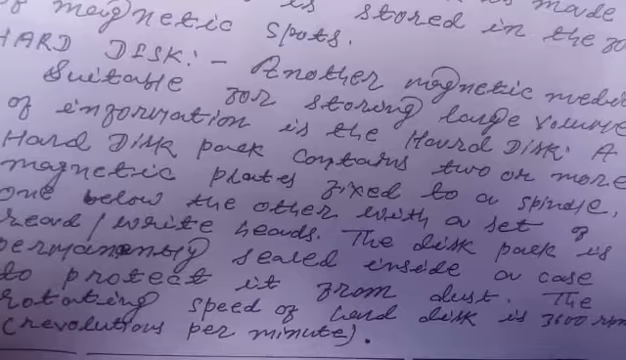 of magnetic is stored in the
spots.
HARD DISK:- Another magnetic
Suitable for storing large volume
of information is the Hard DISK. A
Hard DISK pack contains two or more
magnetic plates fixed to a spindle,
one below the other with a set of
read/write heads. The disk pack is
permanently sealed inside a case
to protect it from dust. The
rotating speed of hard disk is 3600 rpm
(revolutions per minute).